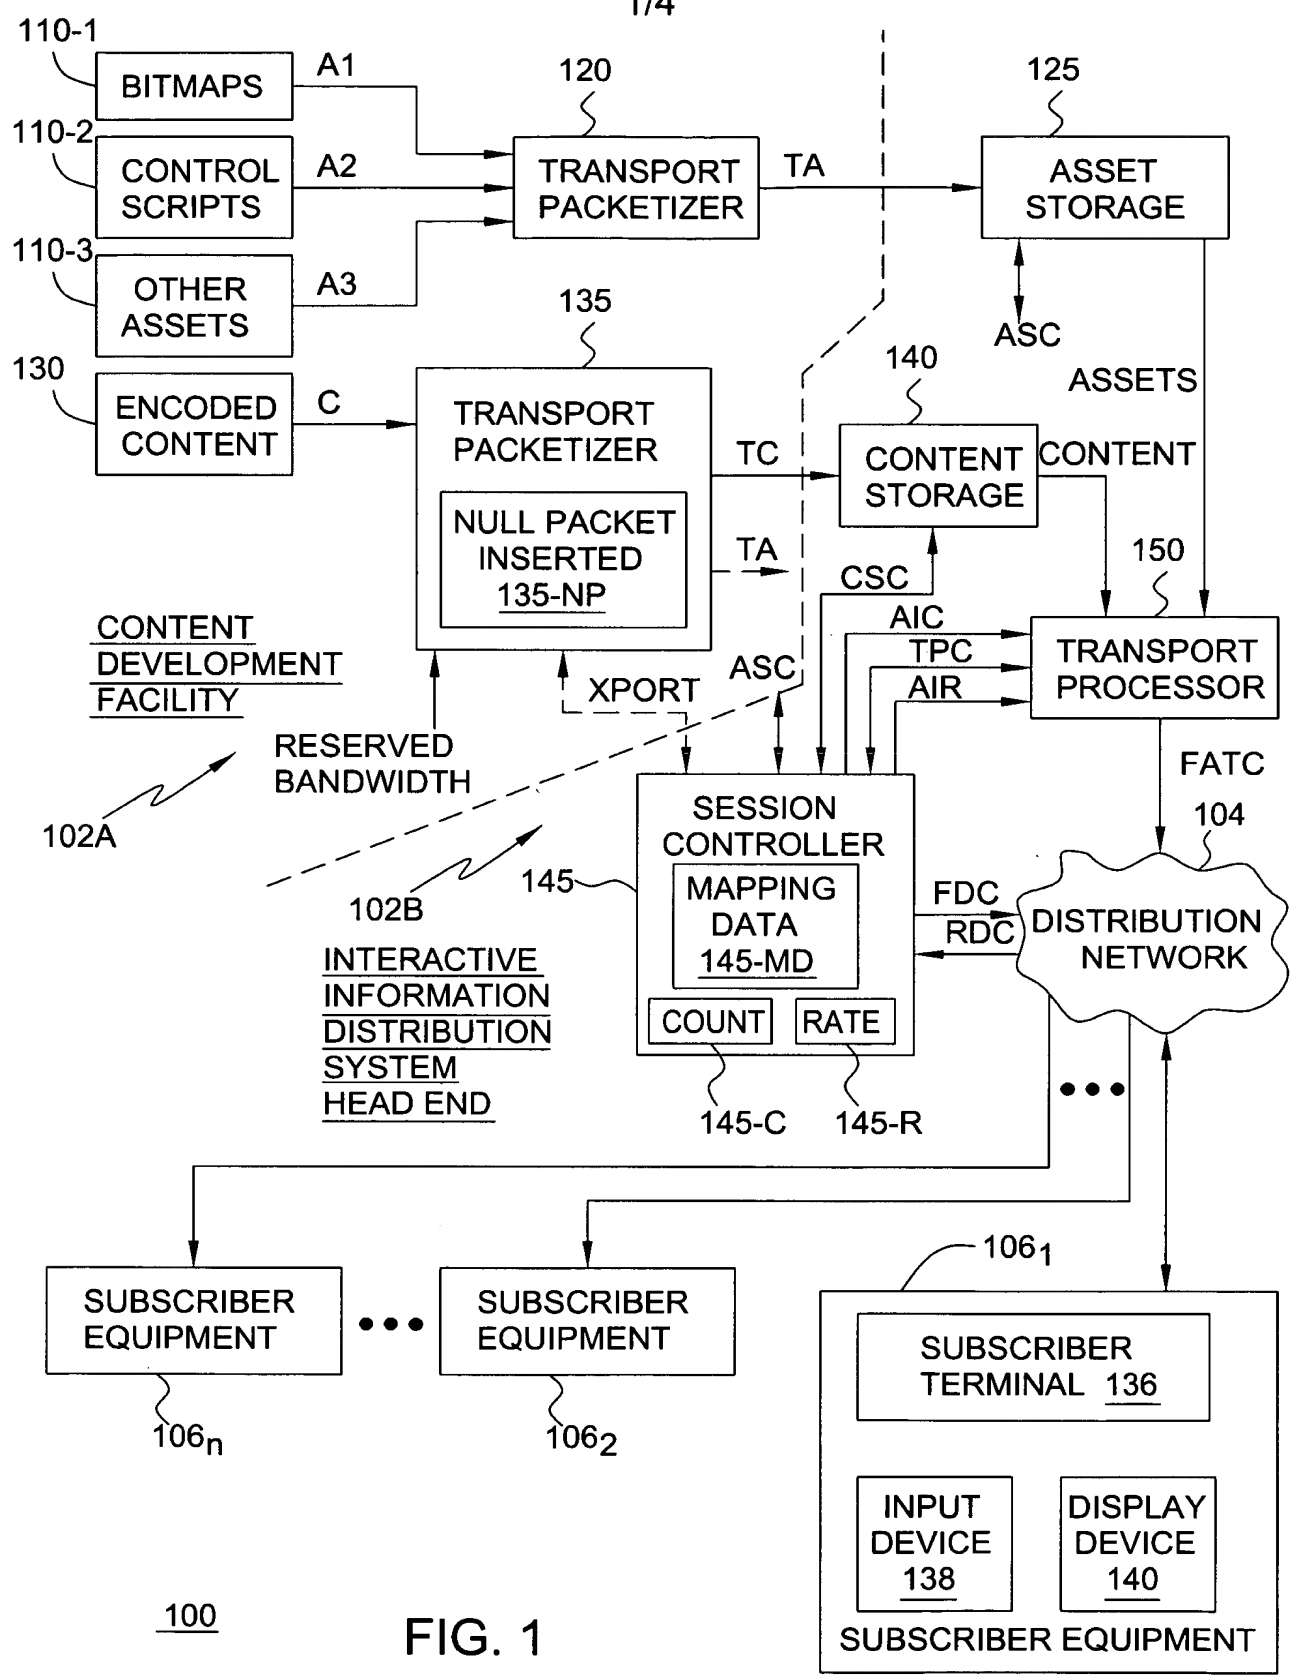 1/4
110-1
BITMAPS
A1
110-2
CONTROL
SCRIPTS
A2
110-3
OTHER
ASSETS
A3
120
TRANSPORT
PACKETIZER
TA
125
ASSET
STORAGE
ASC
ASSETS
130
ENCODED
CONTENT
C
135
TRANSPORT
PACKETIZER
NULL PACKET
INSERTED
135-NP
TC
TA
140
CONTENT
STORAGE
CONTENT
150
TRANSPORT
PROCESSOR
CSC
AIC
TPC
AIR
ASC
XPORT
CONTENT
DEVELOPMENT
FACILITY
RESERVED
BANDWIDTH
102A
FATC
104
DISTRIBUTION
NETWORK
SESSION
CONTROLLER
145
MAPPING
DATA
145-MD
FDC
RDC
COUNT
RATE
145-C
145-R
102B
INTERACTIVE
INFORMATION
DISTRIBUTION
SYSTEM
HEAD END
SUBSCRIBER
EQUIPMENT
106n
SUBSCRIBER
EQUIPMENT
1062
1061
SUBSCRIBER
TERMINAL 136
INPUT
DEVICE
138
DISPLAY
DEVICE
140
SUBSCRIBER EQUIPMENT
100
FIG. 1